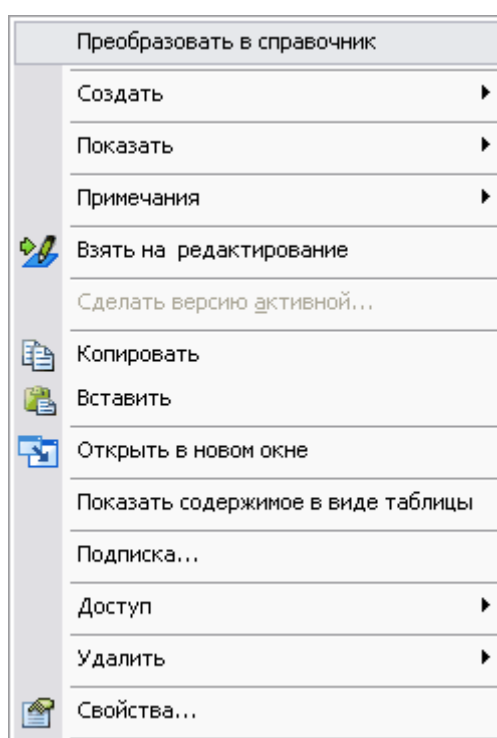 Преобразовать в справочник
Создать
Показать
Примечания
Взять на  редактирование
Сделать версию активной...
Копировать
Вставить
Открыть в новом окне
Показать содержимое в виде таблицы
Подписка...
Доступ
Удалить
Свойства...